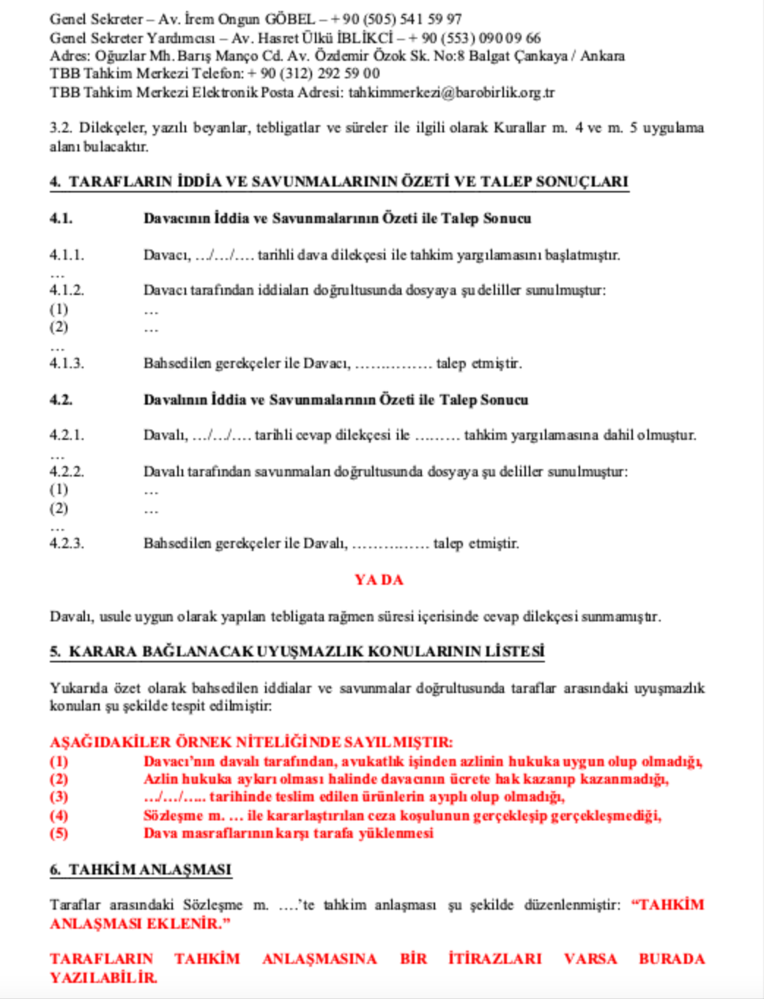 Genel Sekreter – Av. İrem Ongun GÖBEL – + 90 (505) 541 59 97
Genel Sekreter Yardımcısı – Av. Hasret Ülkü İBLİKCİ – + 90 (553) 090 09 66
Adres: Oğuzlar Mh. Barış Manço Cd. Av. Özdemir Özok Sk. No:8 Balgat Çankaya / Ankara
TBB Tahkim Merkezi Telefon: + 90 (312) 292 59 00
TBB Tahkim Merkezi Elektronik Posta Adresi: tahkimmerkezi@barobirlik.org.tr
3.2. Dilekçeler, yazılı beyanlar, tebligatlar ve süreler ile ilgili olarak Kurallar m. 4 ve m. 5 uygulama
alanı bulacaktır.
4. TARAFLARIN İDDİA VE SAVUNMALARININ ÖZETİ VE TALEP SONUÇLARI
4.1. Davacının İddia ve Savunmalarının Özeti ile Talep Sonucu
4.1.1. Davacı, …/…/…. tarihli dava dilekçesi ile tahkim yargılamasını başlatmıştır.
…
4.1.2. Davacı tarafından iddiaları doğrultusunda dosyaya şu deliller sunulmuştur:
(1) …
(2) …
…
4.1.3. Bahsedilen gerekçeler ile Davacı, …………… talep etmiştir.
4.2. Davalının İddia ve Savunmalarının Özeti ile Talep Sonucu
4.2.1. Davalı, …/…/…. tarihli cevap dilekçesi ile ……… tahkim yargılamasına dahil olmuştur.
…
4.2.2. Davalı tarafından savunmaları doğrultusunda dosyaya şu deliller sunulmuştur:
(1) …
(2) …
…
4.2.3. Bahsedilen gerekçeler ile Davalı, …………… talep etmiştir.
YA DA
Davalı, usule uygun olarak yapılan tebligata rağmen süresi içerisinde cevap dilekçesi sunmamıştır.
5. KARARA BAĞLANACAK UYUŞMAZLIK KONULARININ LİSTESİ
Yukarıda özet olarak bahsedilen iddialar ve savunmalar doğrultusunda taraflar arasındaki uyuşmazlık
konuları şu şekilde tespit edilmiştir:
AŞAĞIDAKİLER ÖRNEK NİTELİĞİNDE SAYILMIŞTIR:
(1) Davacı’nın davalı tarafından, avukatlık işinden azlinin hukuka uygun olup olmadığı,
(2) Azlin hukuka aykırı olması halinde davacının ücrete hak kazanıp kazanmadığı,
(3) …/…/….. tarihinde teslim edilen ürünlerin ayıplı olup olmadığı,
(4) Sözleşme m. … ile kararlaştırılan ceza koşulunun gerçekleşip gerçekleşmediği,
(5) Dava masraflarının karşı tarafa yüklenmesi
6. TAHKİM ANLAŞMASI
Taraflar arasındaki Sözleşme m. ….’te tahkim anlaşması şu şekilde düzenlenmiştir: “TAHKİM
ANLAŞMASI EKLENİR.”
TARAFLARIN TAHKİM ANLAŞMASINA BİR İTİRAZLARI VARSA BURADA
YAZILABİLİR.